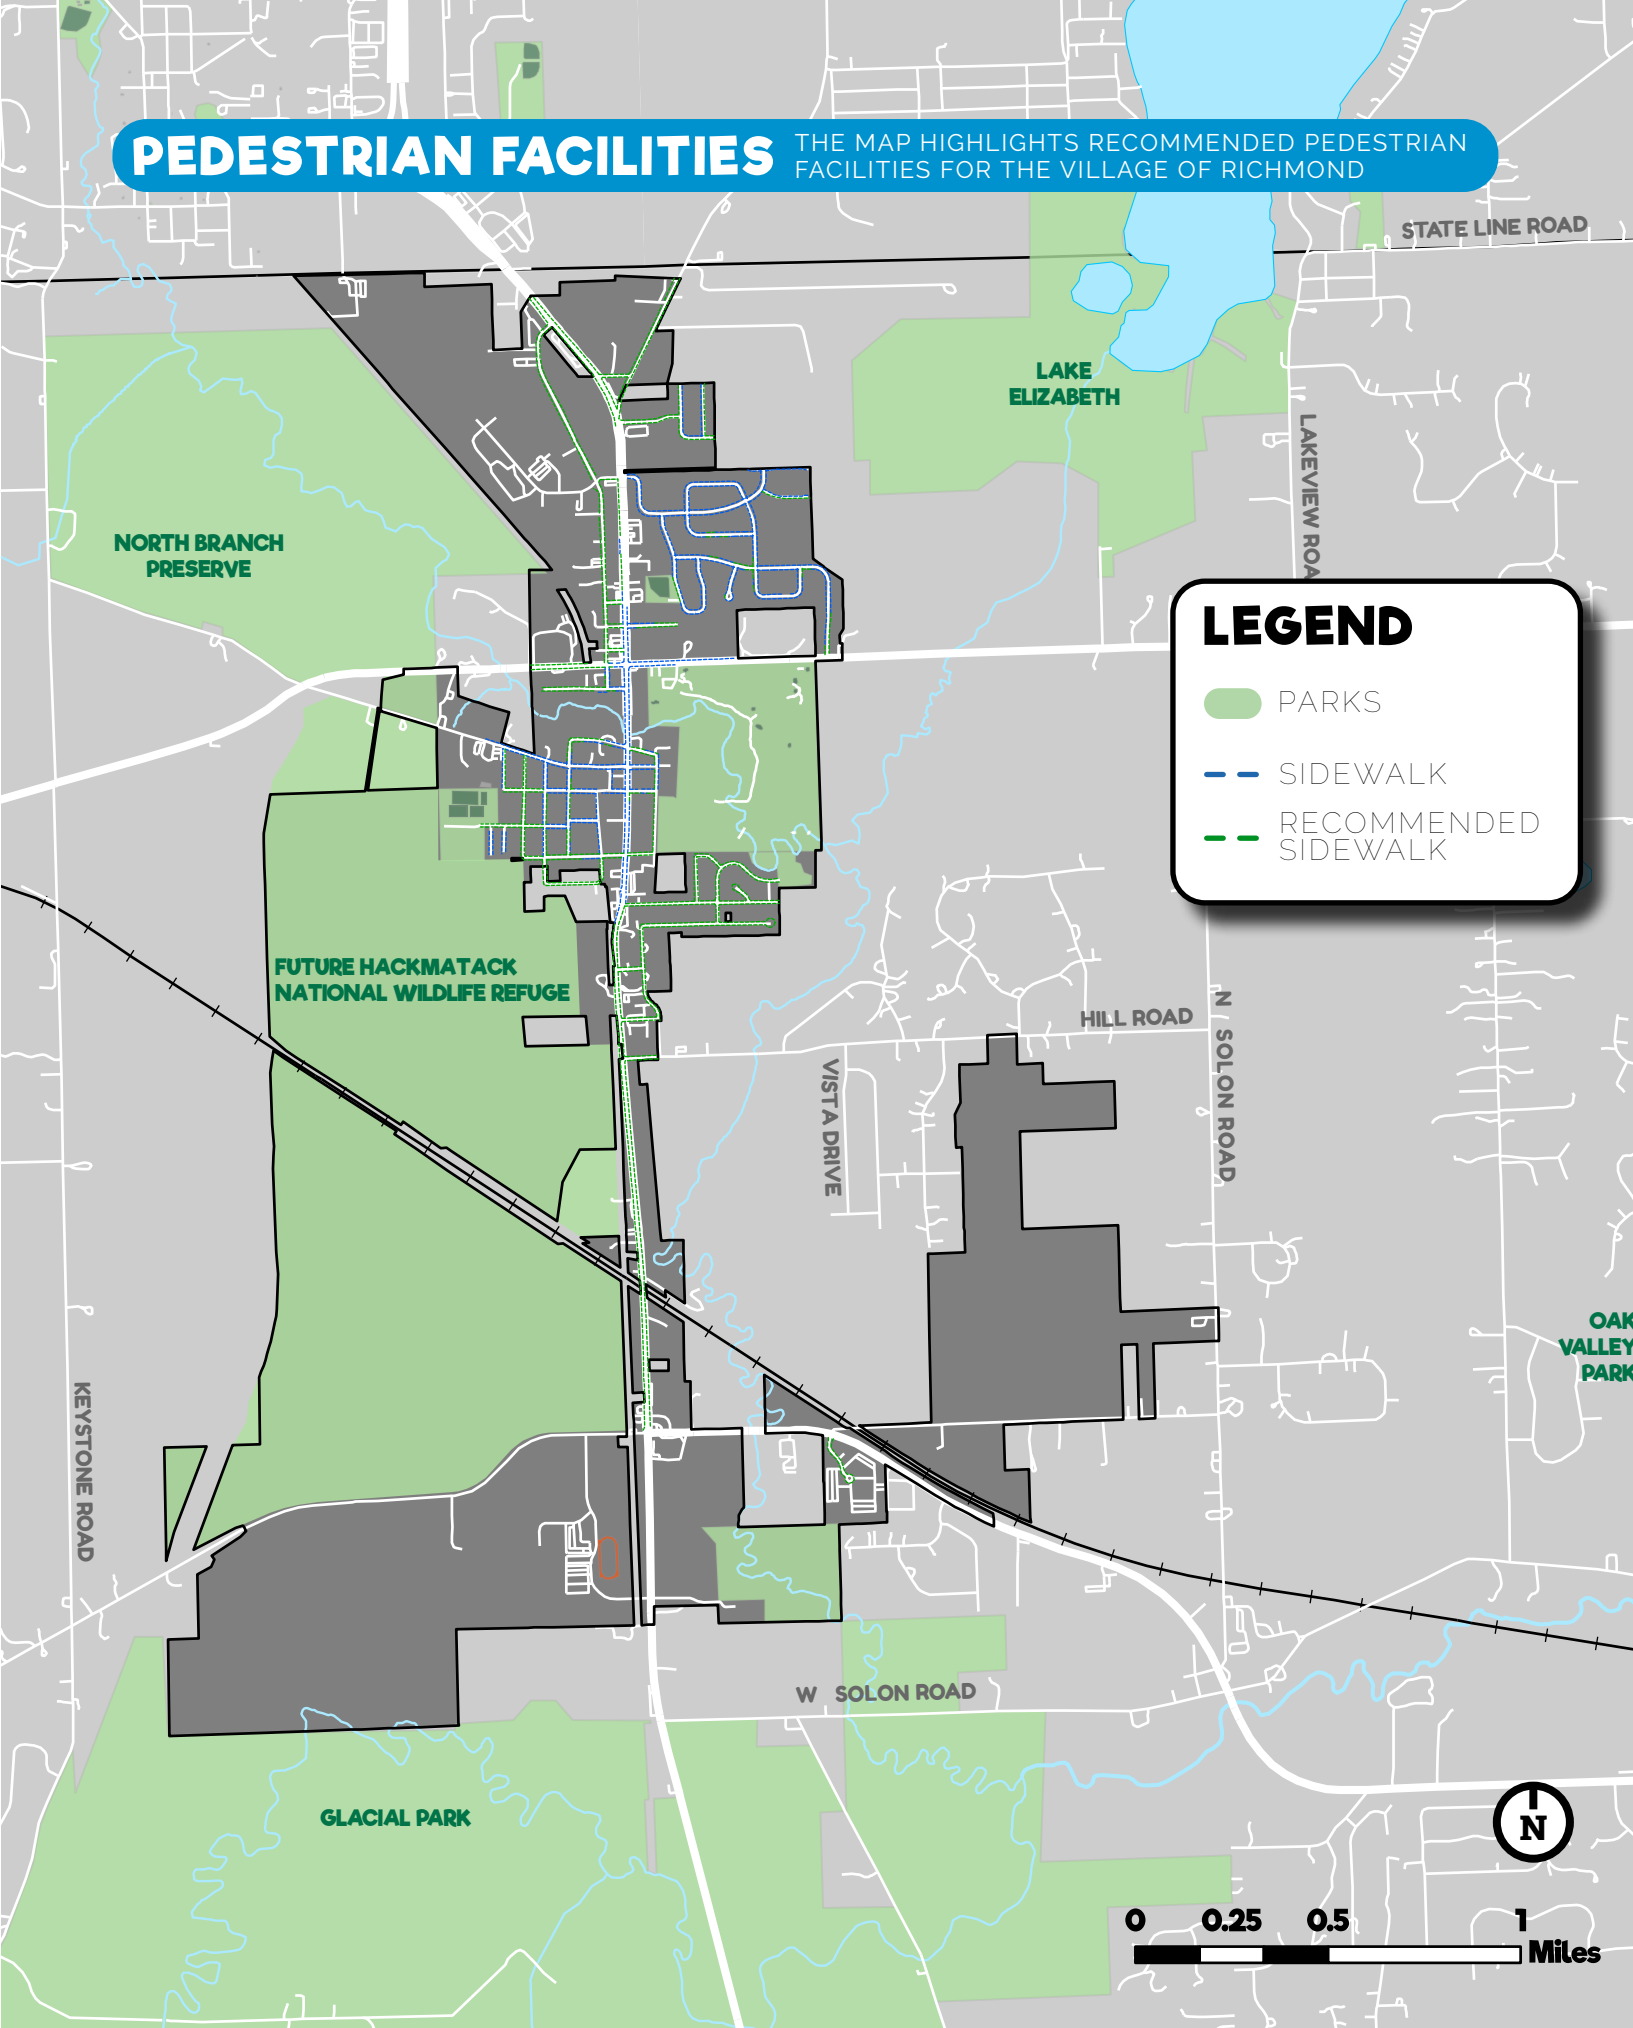 PEDESTRIAN FACILITIES
THE MAP HIGHLIGHTS RECOMMENDED PEDESTRIAN
FACILITIES FOR THE VILLAGE OF RICHMOND
STATE LINE ROAD
LAKE
ELIZABETH
LAKEVIEW ROA
NORTH BRANCH
PRESERVE
LEGEND
PARKS
SIDEWALK
RECOMMENDED
SIDEWALK
FUTURE HACKMATACK
NATIONAL WILDLIFE REFUGE
HILL ROAD
N SOLON ROAD
VISTA DRIVE
OAK
VALLEY
PARK
KEYSTONE ROAD
W SOLON ROAD
GLACIAL PARK
N
0 0.25 0.5 1
Miles